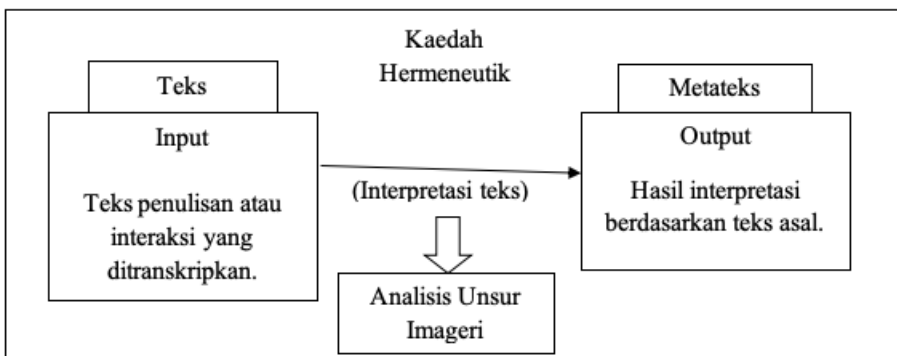 Kaedah
Hermeneutik
Teks
Input
Teks penulisan atau
interaksi yang
ditranskripkan.
(Interpretasi teks)
Analisis Unsur
Imageri
Metateks
Output
Hasil interpretasi
berdasarkan teks asal.